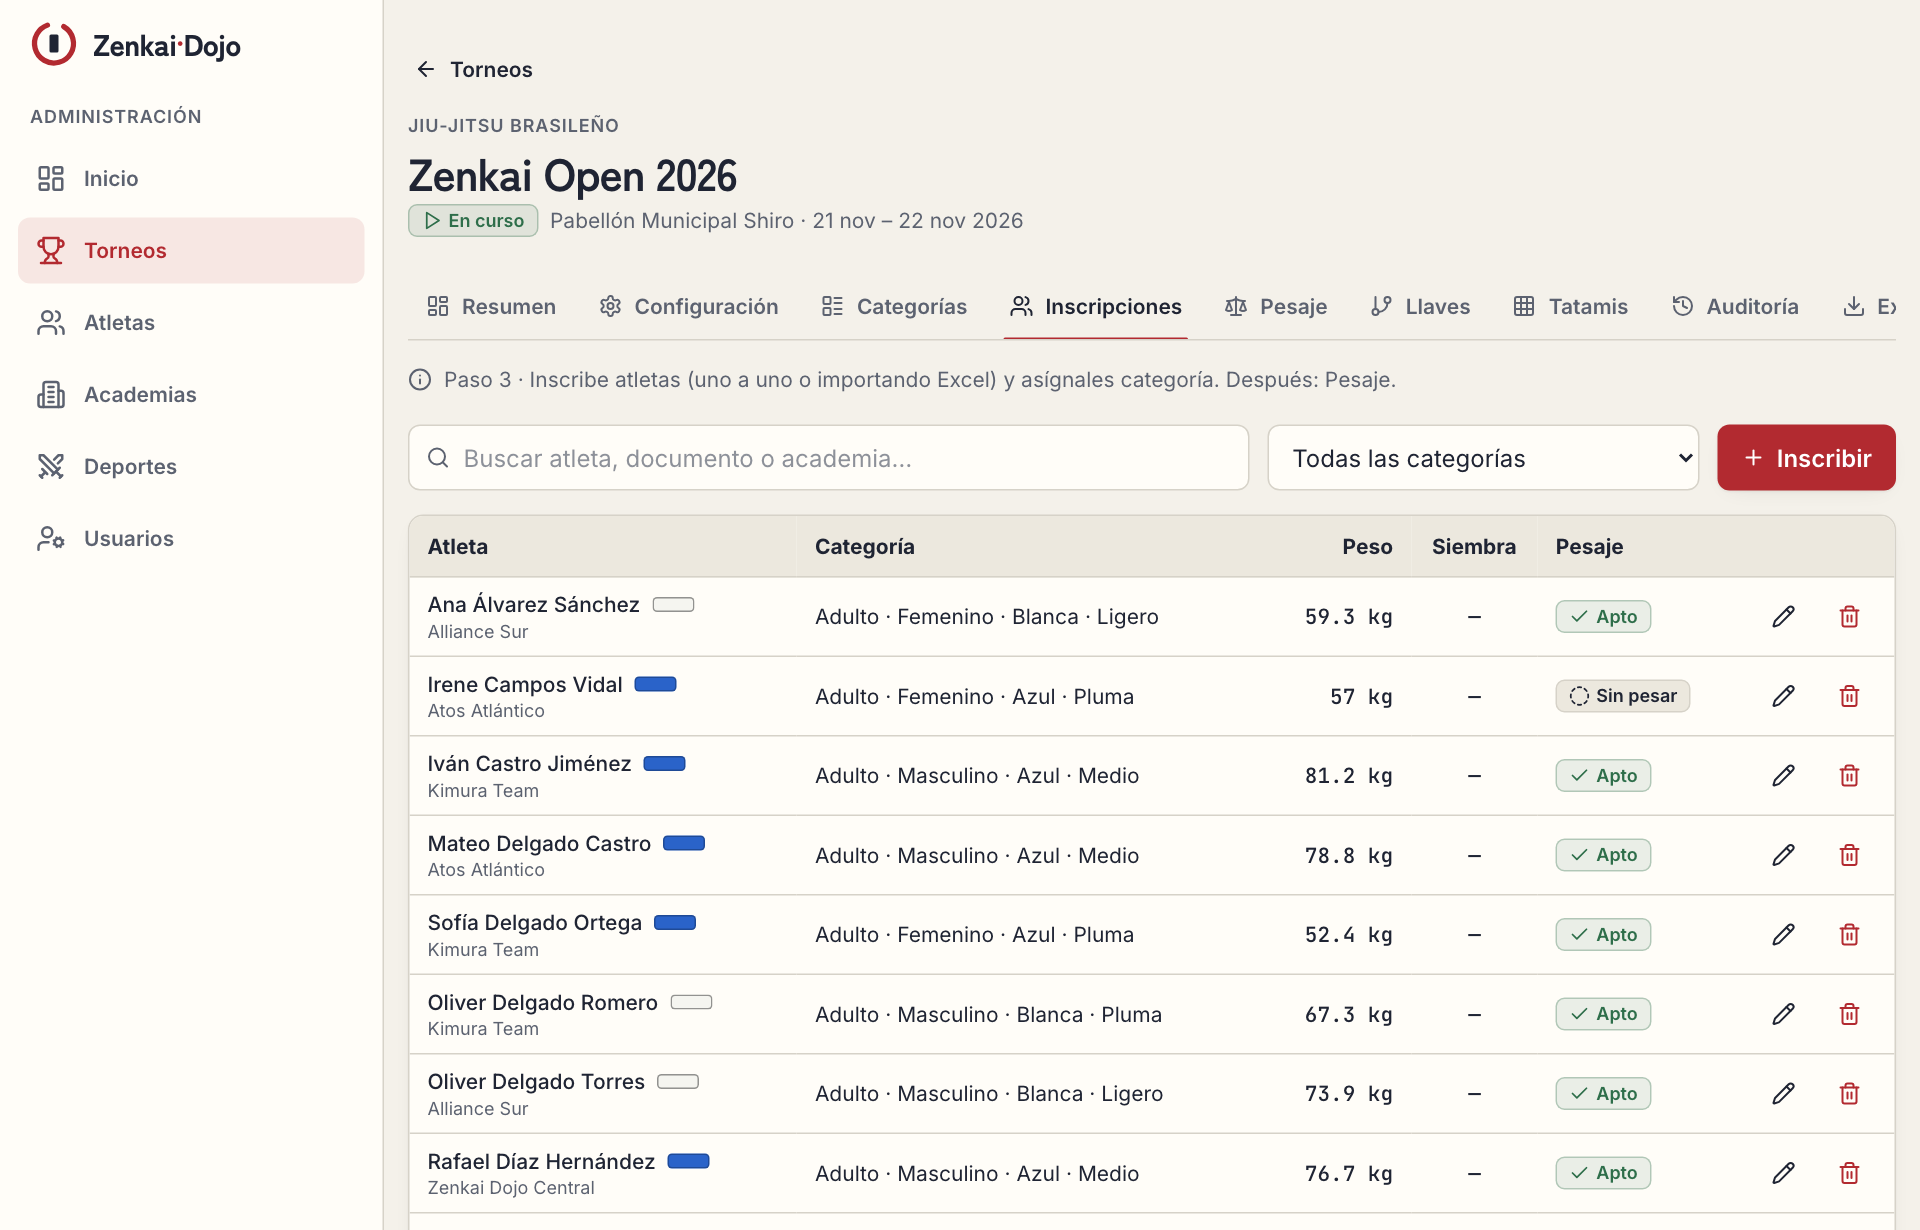 Zenkai·Dojo
ADMINISTRACIÓN
Inicio
Torneos
Atletas
Academias
Deportes
Usuarios
Torneos
JIU-JITSU BRASILEÑO
Zenkai Open 2026
En curso Pabellón Municipal Shiro · 21 nov – 22 nov 2026
Resumen Configuración Categorías Inscripciones Pesaje Llaves Tatamis Auditoría Ex
Paso 3 · Inscribe atletas (uno a uno o importando Excel) y asígnales categoría. Después: Pesaje.
Buscar atleta, documento o academia... Todas las categorías + Inscribir
Atleta Categoría Peso Siembra Pesaje
Ana Álvarez Sánchez
Alliance Sur
Adulto · Femenino · Blanca · Ligero 59.3 kg – Apto
Irene Campos Vidal
Atos Atlántico
Adulto · Femenino · Azul · Pluma 57 kg – Sin pesar
Iván Castro Jiménez
Kimura Team
Adulto · Masculino · Azul · Medio 81.2 kg – Apto
Mateo Delgado Castro
Atos Atlántico
Adulto · Masculino · Azul · Medio 78.8 kg – Apto
Sofía Delgado Ortega
Kimura Team
Adulto · Femenino · Azul · Pluma 52.4 kg – Apto
Oliver Delgado Romero
Kimura Team
Adulto · Masculino · Blanca · Pluma 67.3 kg – Apto
Oliver Delgado Torres
Alliance Sur
Adulto · Masculino · Blanca · Ligero 73.9 kg – Apto
Rafael Díaz Hernández
Zenkai Dojo Central
Adulto · Masculino · Azul · Medio 76.7 kg – Apto